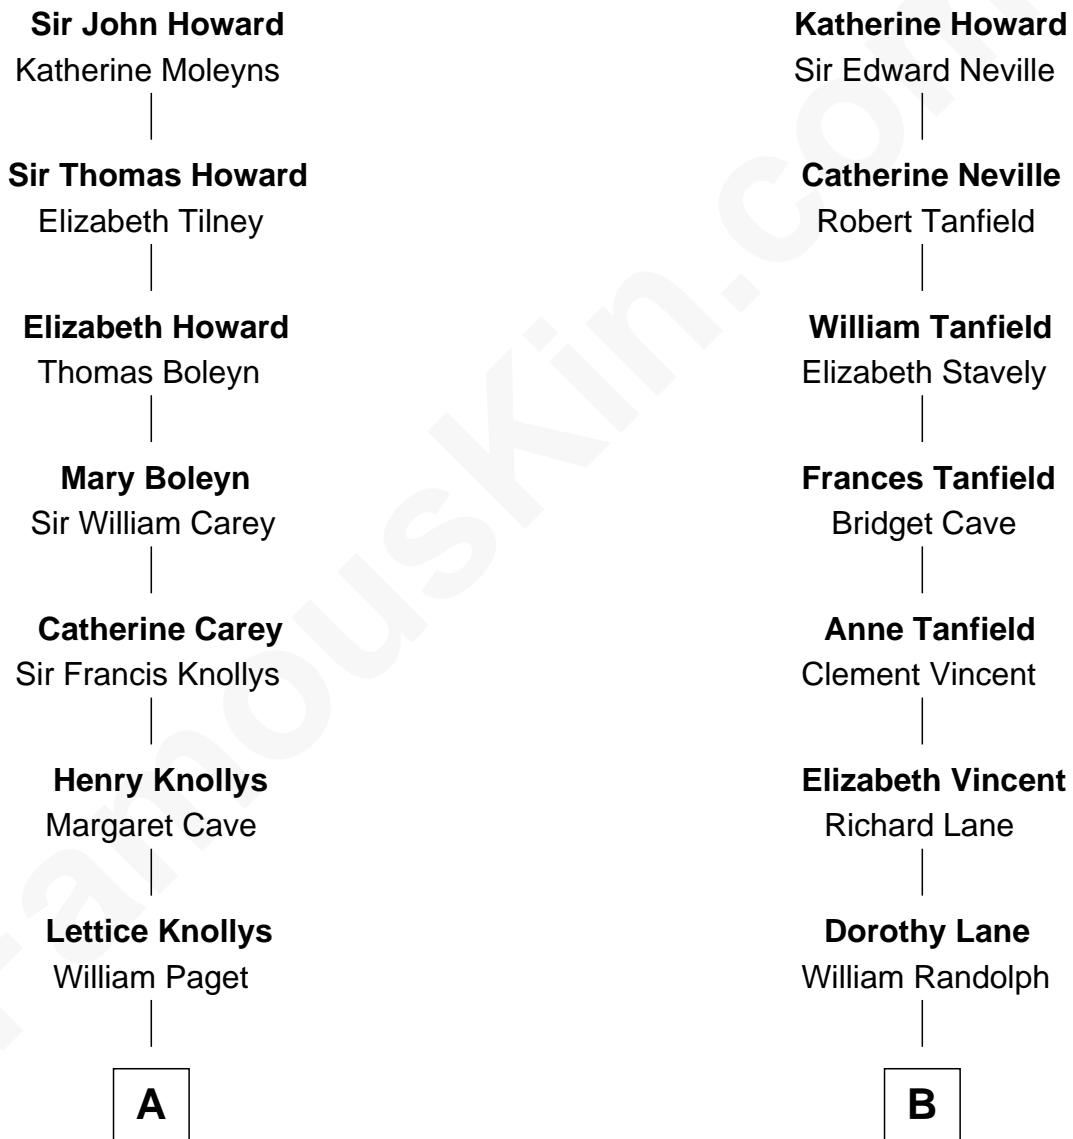 Sir John Howard
Katherine Moleyns
Sir Thomas Howard
Elizabeth Tilney
Elizabeth Howard
Thomas Boleyn
Mary Boleyn
Sir William Carey
Catherine Carey
Sir Francis Knollys
Henry Knollys
Margaret Cave
Lettice Knollys
William Paget
A
Katherine Howard
Sir Edward Neville
Catherine Neville
Robert Tanfield
William Tanfield
Elizabeth Stavely
Frances Tanfield
Bridget Cave
Anne Tanfield
Clement Vincent
Elizabeth Vincent
Richard Lane
Dorothy Lane
William Randolph
B
FamousKin.com